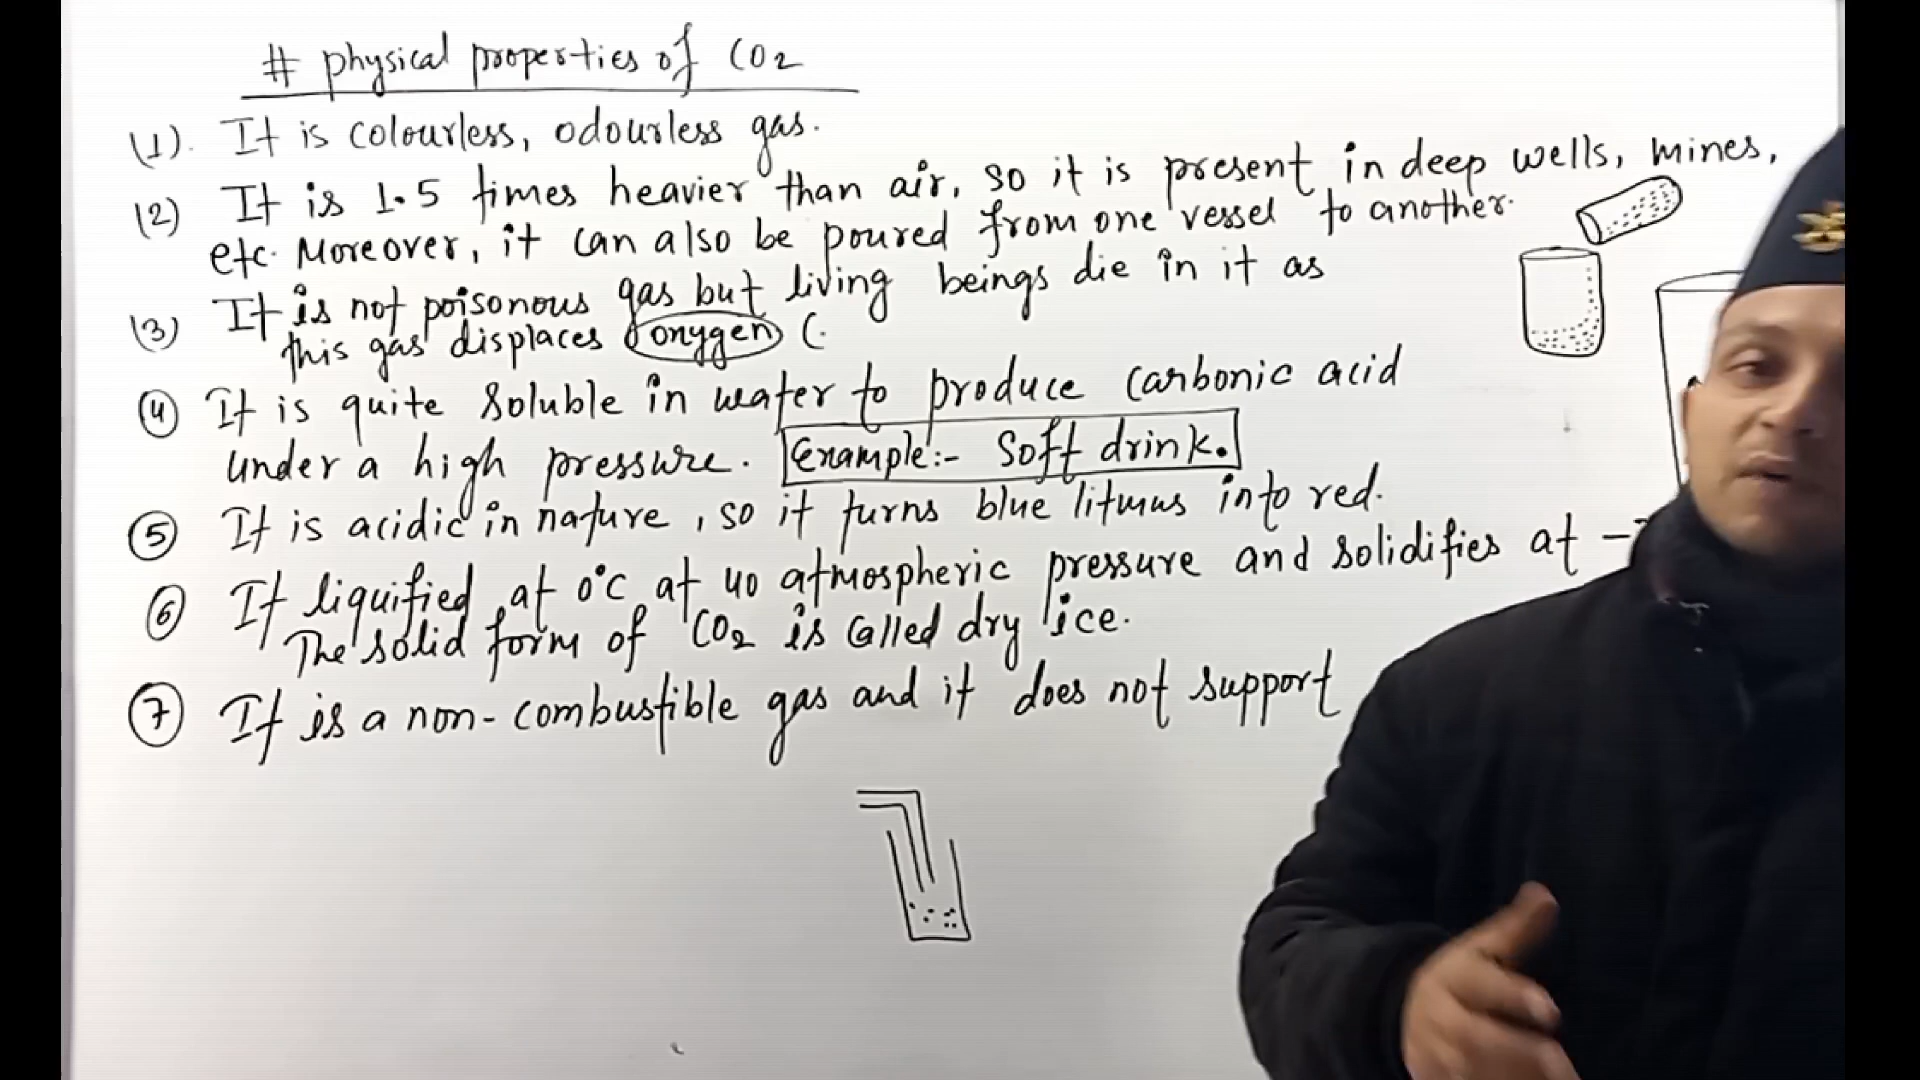 # physical properties of CO2
(1). It is colourless, odourless gas.
(2) It is 1.5 times heavier than air, so it is present in deep wells, mines,
etc. Moreover, it can also be poured from one vessel to another.
(3) It is not poisonous gas but living beings die in it as
this gas displaces oxygen (.
(4) It is quite soluble in water to produce carbonic acid
under a high pressure. Example:- Soft drink.
(5) It is acidic in nature, so it turns blue litmus into red.
(6) It liquified at 0°C at 40 atmospheric pressure and solidifies at -
The solid form of CO2 is called dry ice.
(7) It is a non-combustible gas and it does not support